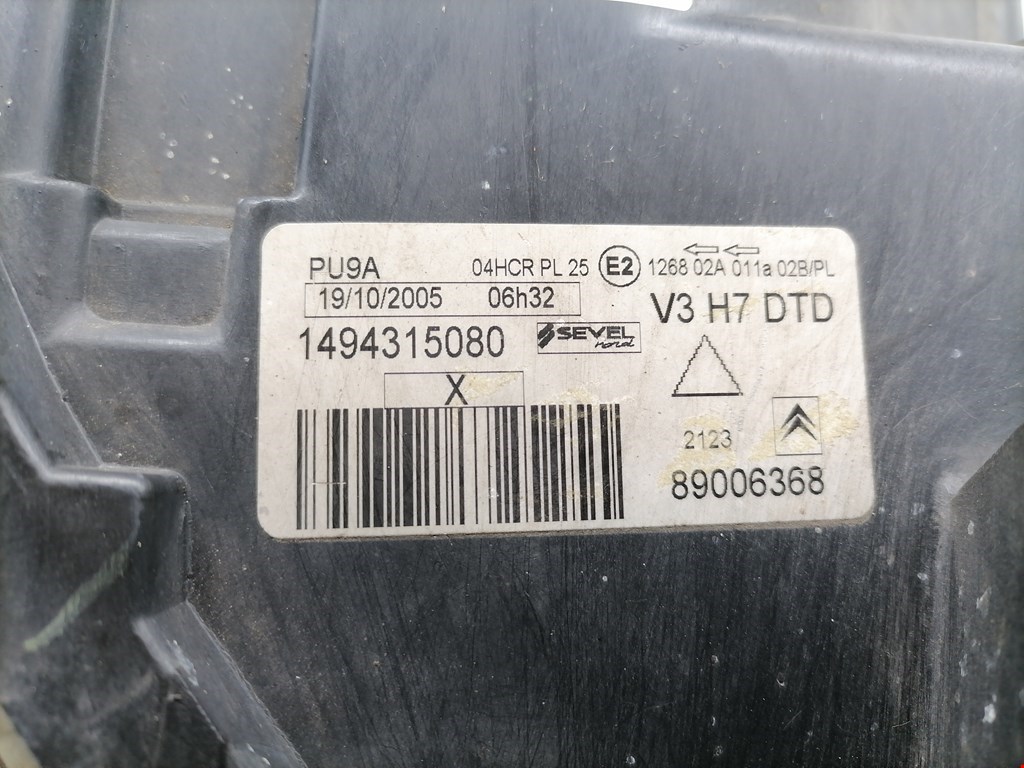 PU9A 04HCR PL 25 E2 1268 02A 011a 02B/PL
19/10/2005 06h32 V3 H7 DTD
1494315080 SEVEL nord
X
2123
89006368